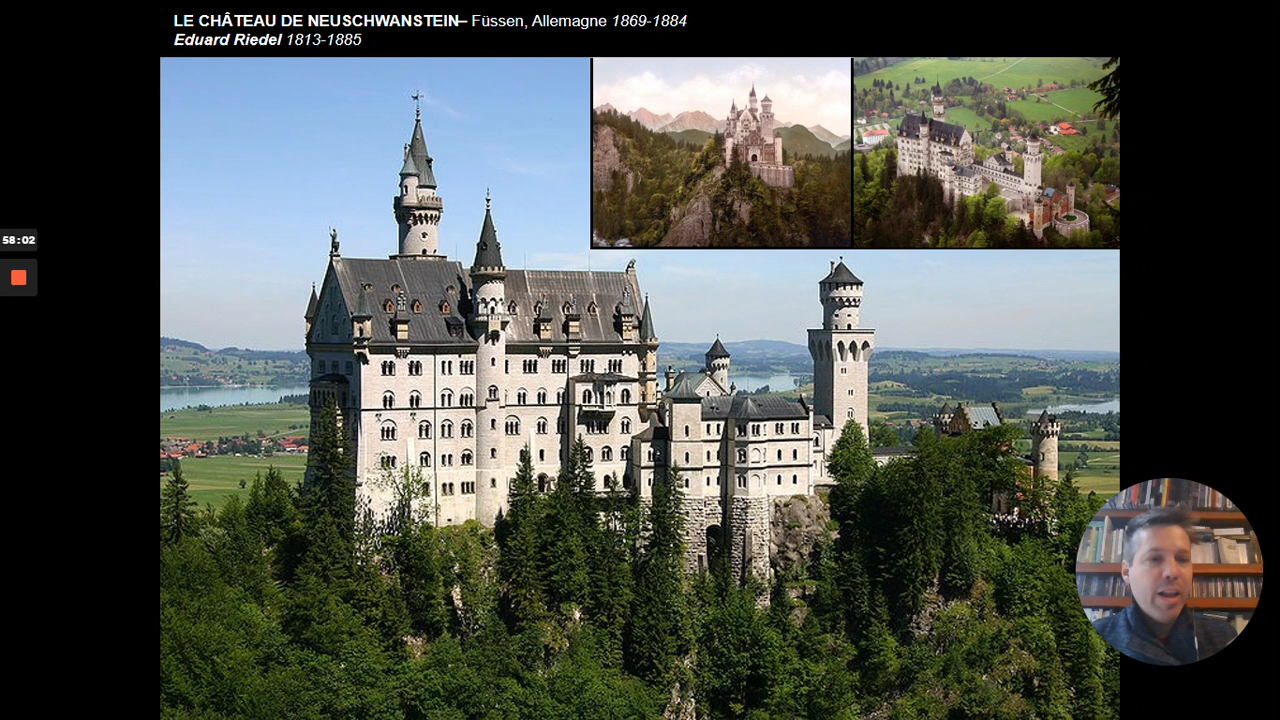 LE CHÂTEAU DE NEUSCHWANSTEIN– Füssen, Allemagne 1869-1884
Eduard Riedel 1813-1885
58:02